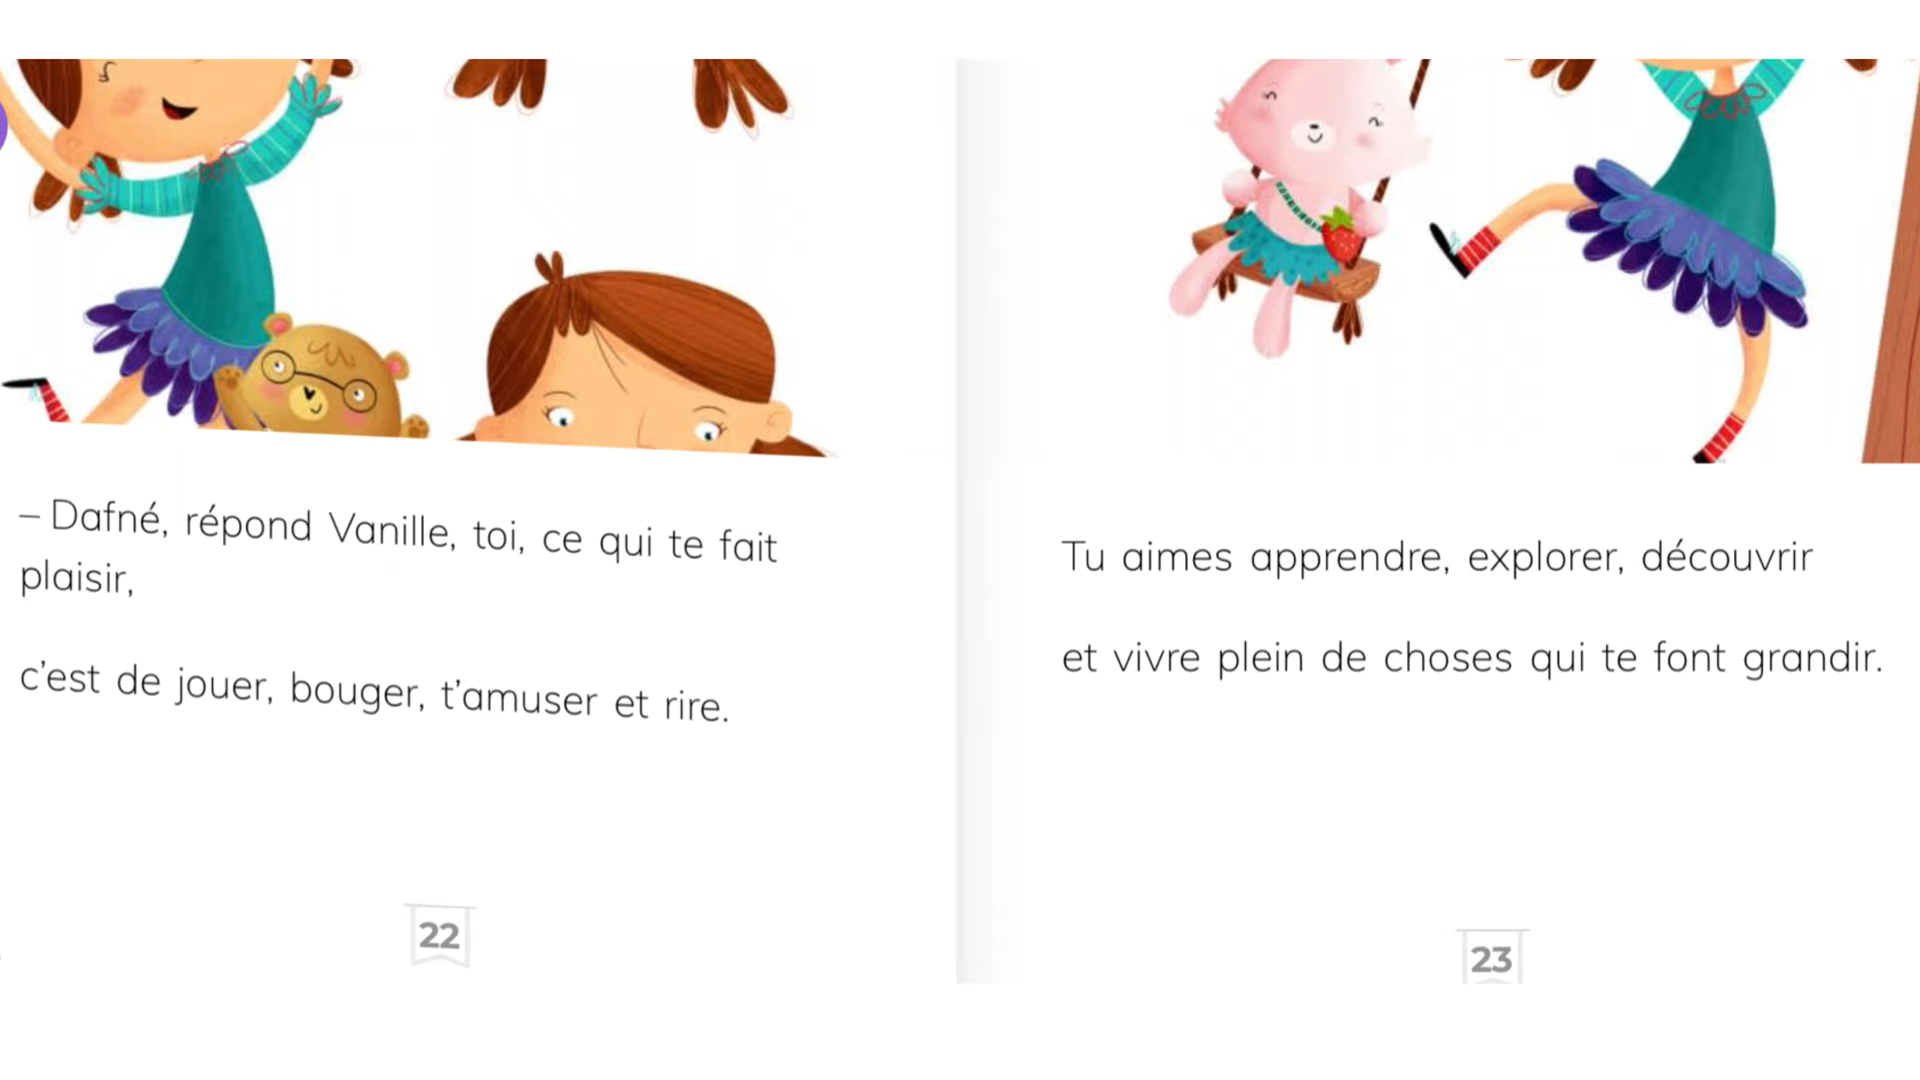 – Dafné, répond Vanille, toi, ce qui te fait
plaisir,
c’est de jouer, bouger, t’amuser et rire.
22
Tu aimes apprendre, explorer, découvrir
et vivre plein de choses qui te font grandir.
23